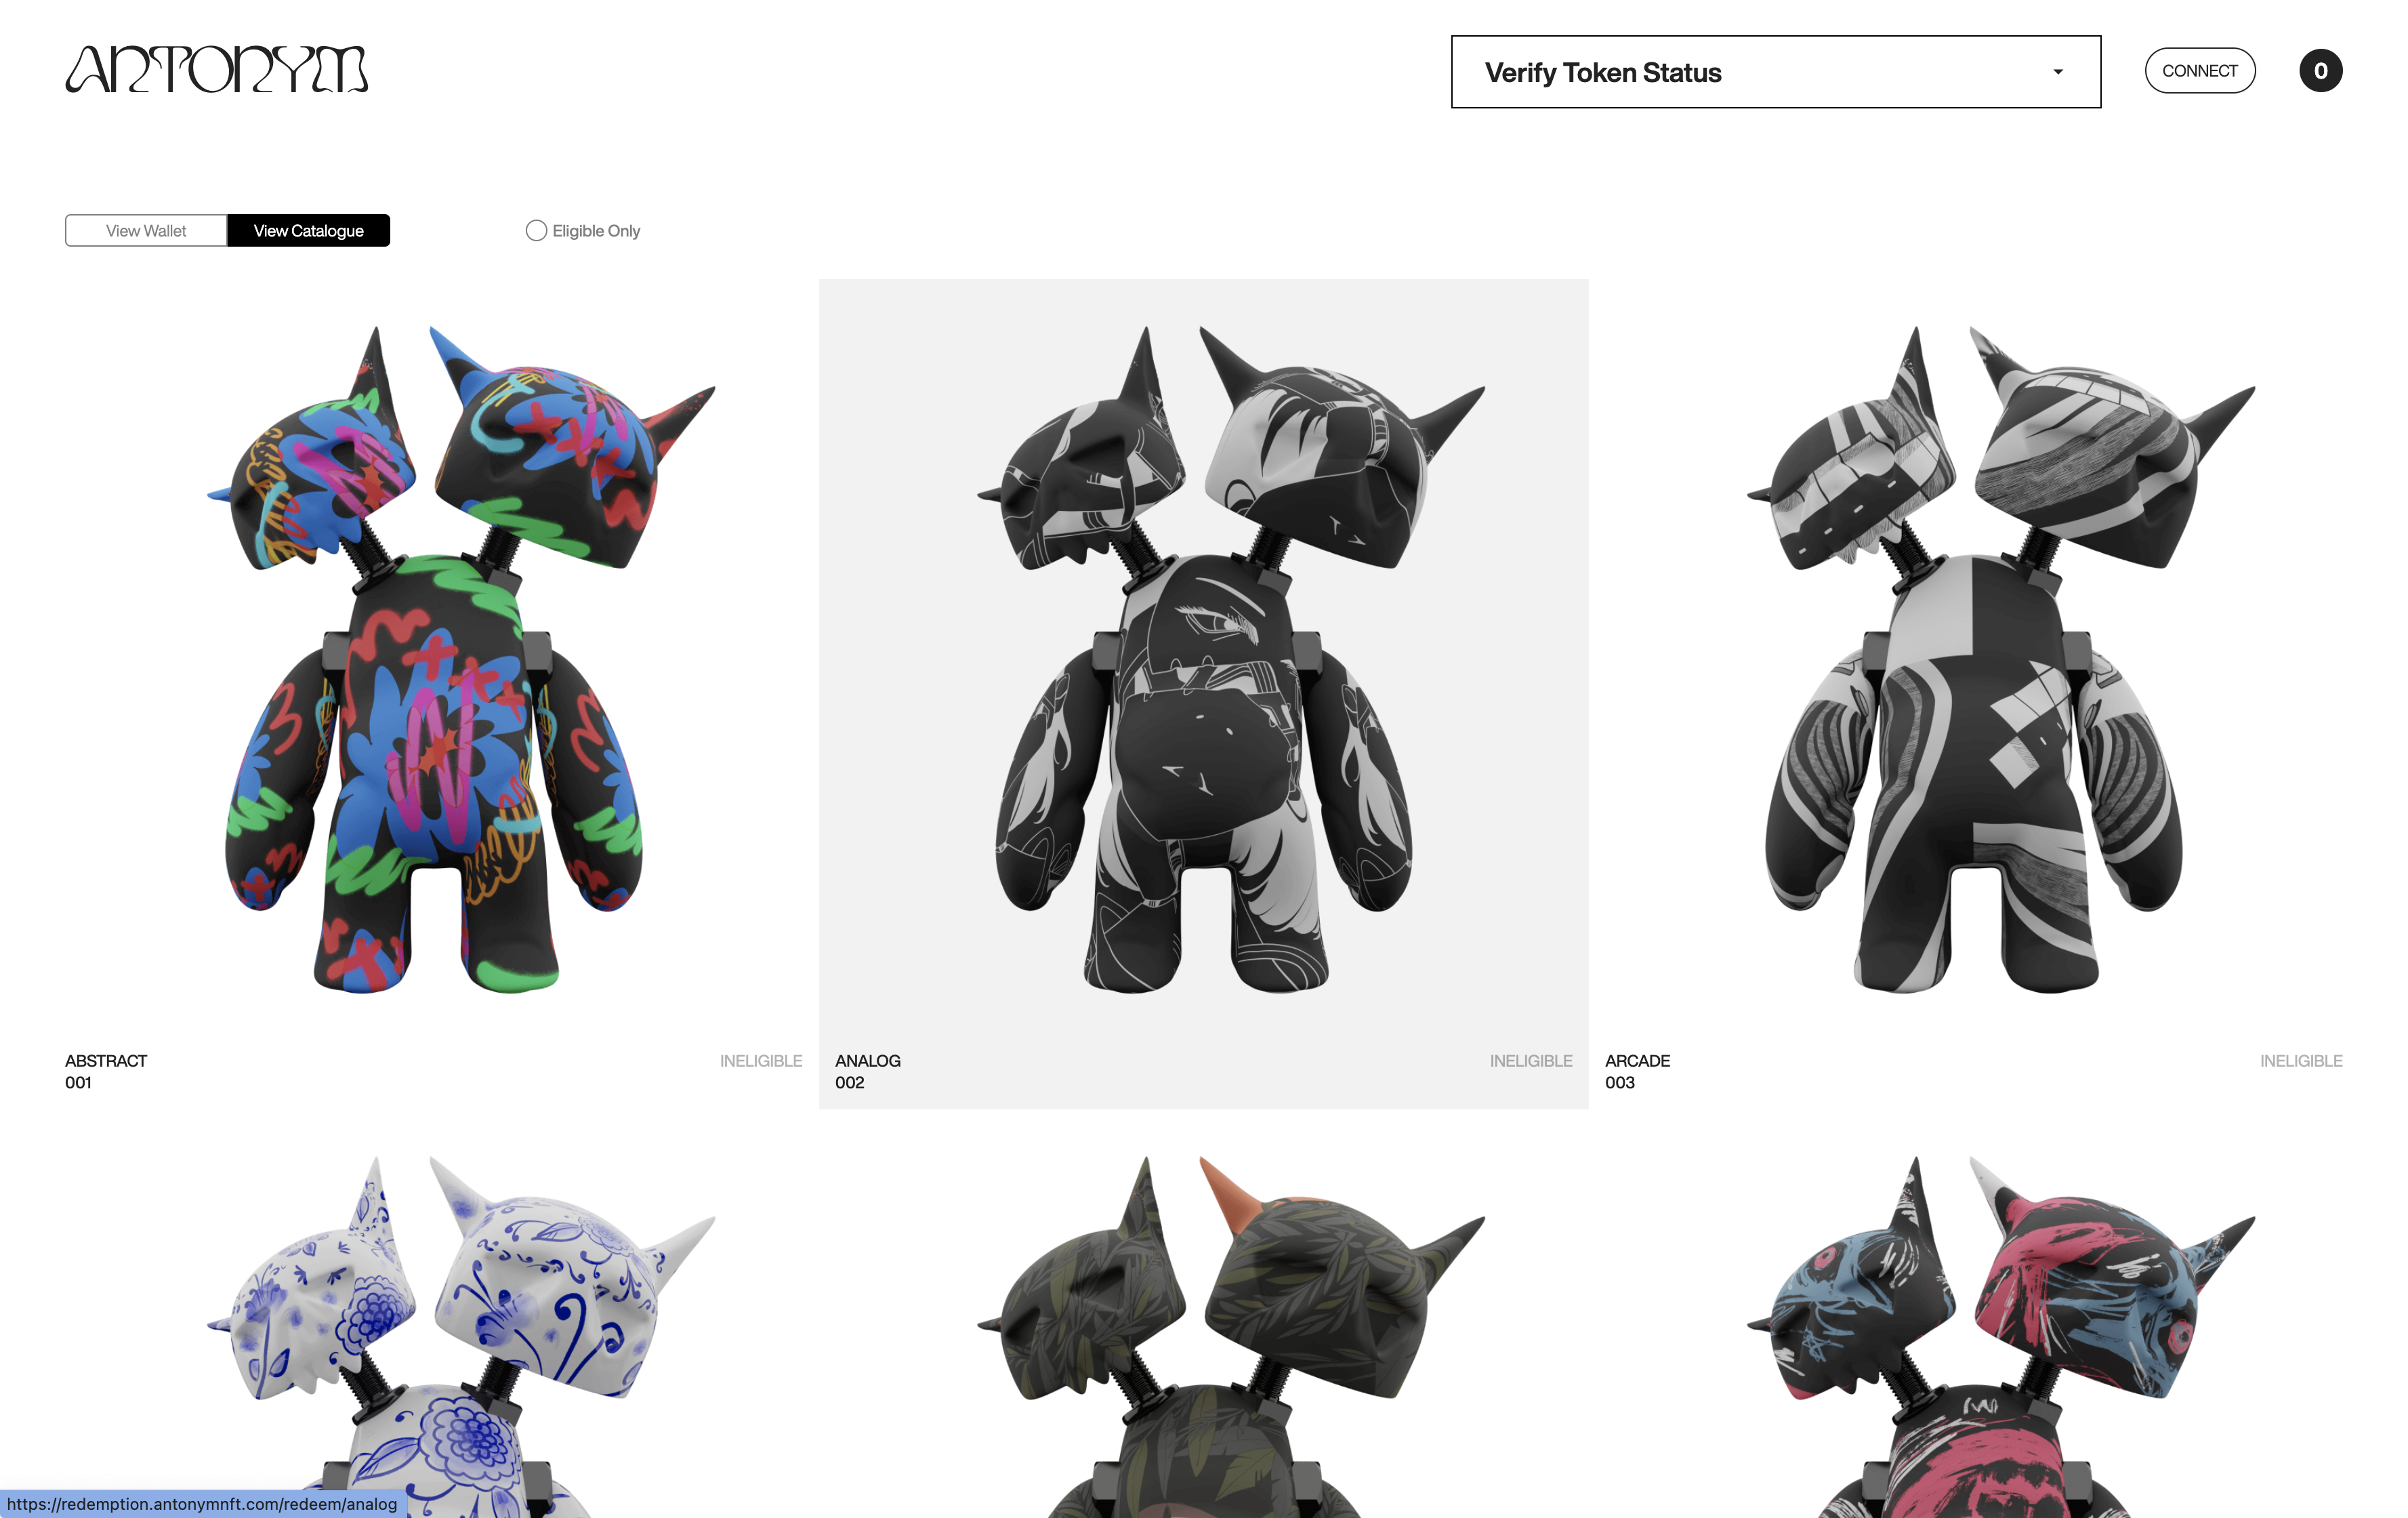 ANTONYM
Verify Token Status
CONNECT
0
View Wallet
View Catalogue
Eligible Only
ABSTRACT
001
INELIGIBLE
ANALOG
002
INELIGIBLE
ARCADE
003
INELIGIBLE
https://redemption.antonymnft.com/redeem/analog